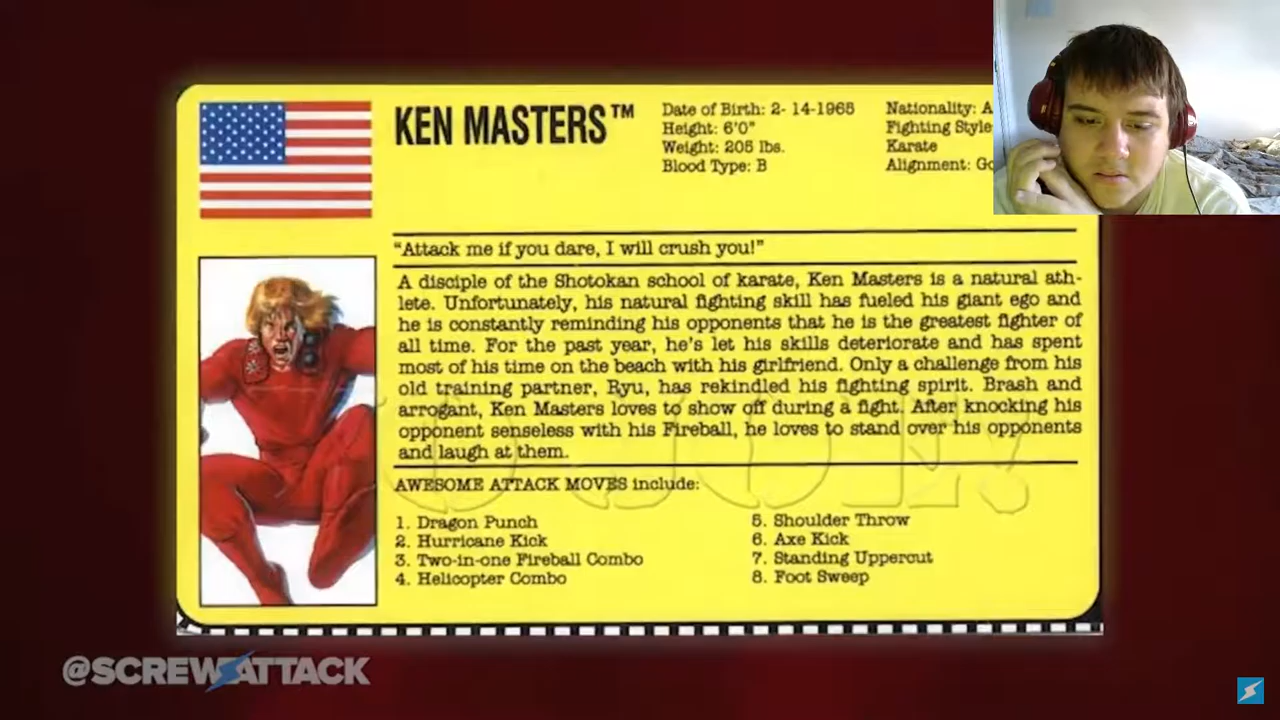 KEN MASTERS™
Date of Birth: 2- 14-1965
Height: 6'0"
Weight: 205 lbs.
Blood Type: B
Nationality:
Fighting Style
Karate
Alignment:
"Attack me if you dare, I will crush you!"
A disciple of the Shotokan school of karate, Ken Masters is a natural ath-
lete. Unfortunately, his natural fighting skill has fueled his giant ego and
he is constantly reminding his opponents that he is the greatest fighter of
all time. For the past year, he's let his skills deteriorate and has spent
most of his time on the beach with his girlfriend. Only a challenge from his
old training partner, Ryu, has rekindled his fighting spirit. Brash and
arrogant, Ken Masters loves to show off during a fight. After knocking his
opponent senseless with his Fireball, he loves to stand over his opponents
and laugh at them.
AWESOME ATTACK MOVES include:
1. Dragon Punch
2. Hurricane Kick
3. Two-in-one Fireball Combo
4. Helicopter Combo
5. Shoulder Throw
6. Axe Kick
7. Standing Uppercut
8. Foot Sweep
@SCREWATTACK